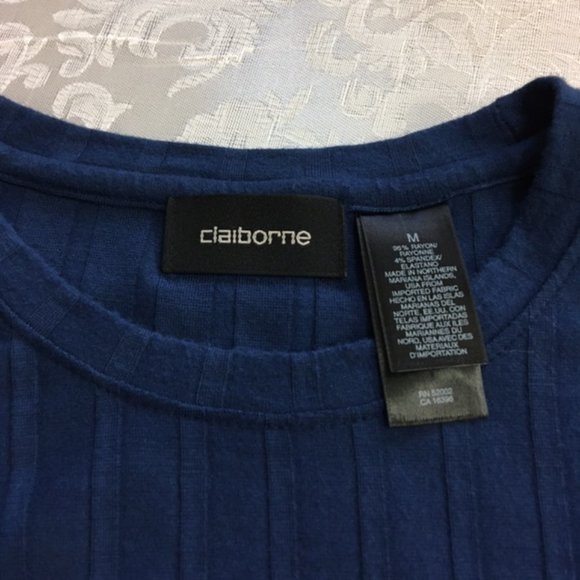 claiborne
M
96% RAYON/
RAYONNE
4% SPANDEX/
ELASTANO
MADE IN NORTHERN
MARIANA ISLANDS,
USA FROM
IMPORTED FABRIC
HECHO EN LAS ISLAS
MARIANAS DEL
NORTE, EE.UU, CON
TELAS IMPORTADAS
FABRIQUE AUX ILES
MARIANNES DU
NORD, USA AVEC DES
MATERIAUX
D'IMPORTATION
RN 52002
CA 16396